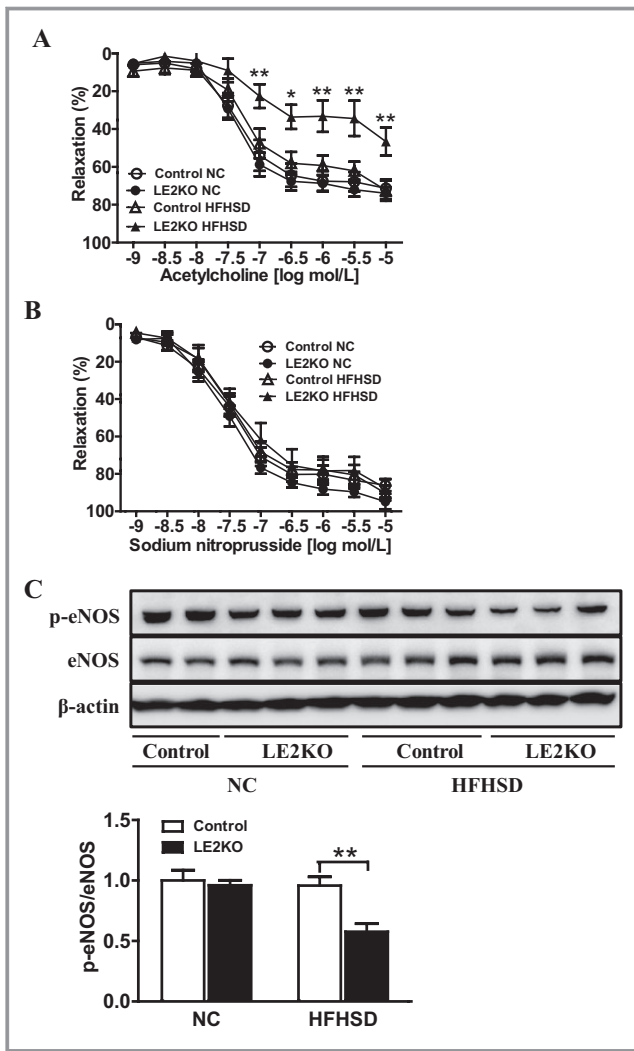 A
Relaxation (%)
0
20
40
60
80
100
** * ** ** **
Control NC
LE2KO NC
Control HFHSD
LE2KO HFHSD
-9 -8.5 -8 -7.5 -7 -6.5 -6 -5.5 -5
Acetylcholine [log mol/L]
B
Relaxation (%)
0
20
40
60
80
100
Control NC
LE2KO NC
Control HFHSD
LE2KO HFHSD
-9 -8.5 -8 -7.5 -7 -6.5 -6 -5.5 -5
Sodium nitroprusside [log mol/L]
C
p-eNOS
eNOS
β-actin
Control LE2KO Control LE2KO
NC HFHSD
p-eNOS/eNOS
1.5
1.0
0.5
0.0
Control
LE2KO
**
NC HFHSD